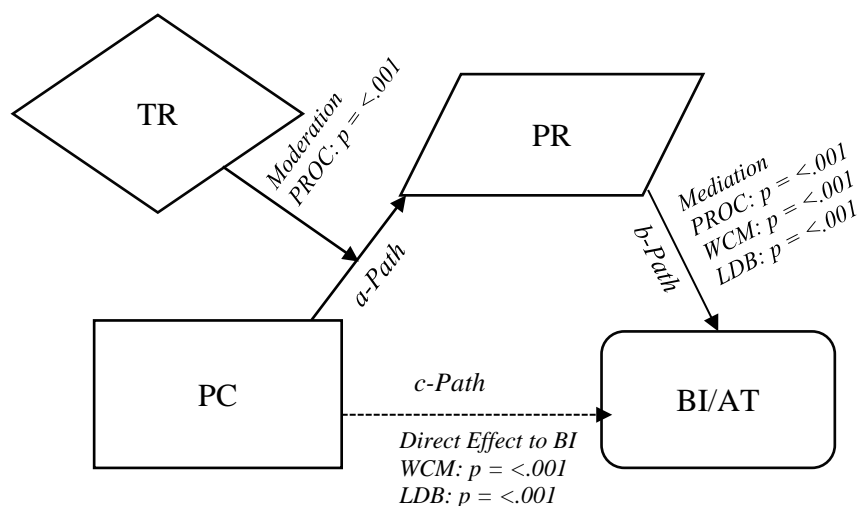 TR
Moderation
PROC: p = <.001
PR
Mediation
PROC: p = <.001
WCM: p = <.001
LDB: p = <.001
a-Path
b-Path
PC
c-Path
BI/AT
Direct Effect to BI
WCM: p = <.001
LDB: p = <.001